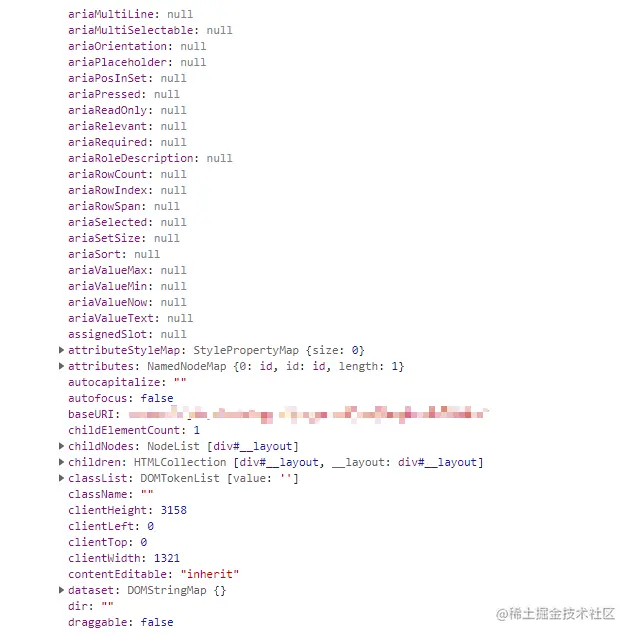 ariaMultiLine: null
ariaMultiSelectable: null
ariaOrientation: null
ariaPlaceholder: null
ariaPosInSet: null
ariaPressed: null
ariaReadOnly: null
ariaRelevant: null
ariaRequired: null
ariaRoleDescription: null
ariaRowCount: null
ariaRowIndex: null
ariaRowSpan: null
ariaSelected: null
ariaSetSize: null
ariaSort: null
ariaValueMax: null
ariaValueMin: null
ariaValueNow: null
ariaValueText: null
assignedSlot: null
attributeStyleMap: StylePropertyMap {size: 0}
attributes: NamedNodeMap {0: id, id: id, length: 1}
autocapitalize: ""
autofocus: false
baseURI:
childElementCount: 1
childNodes: NodeList [div#__layout]
children: HTMLCollection [div#__layout, __layout: div#__layout]
classList: DOMTokenList [value: '']
className: ""
clientHeight: 3158
clientLeft: 0
clientTop: 0
clientWidth: 1321
contentEditable: "inherit"
dataset: DOMStringMap {}
dir: ""
draggable: false
@稀土掘金技术社区